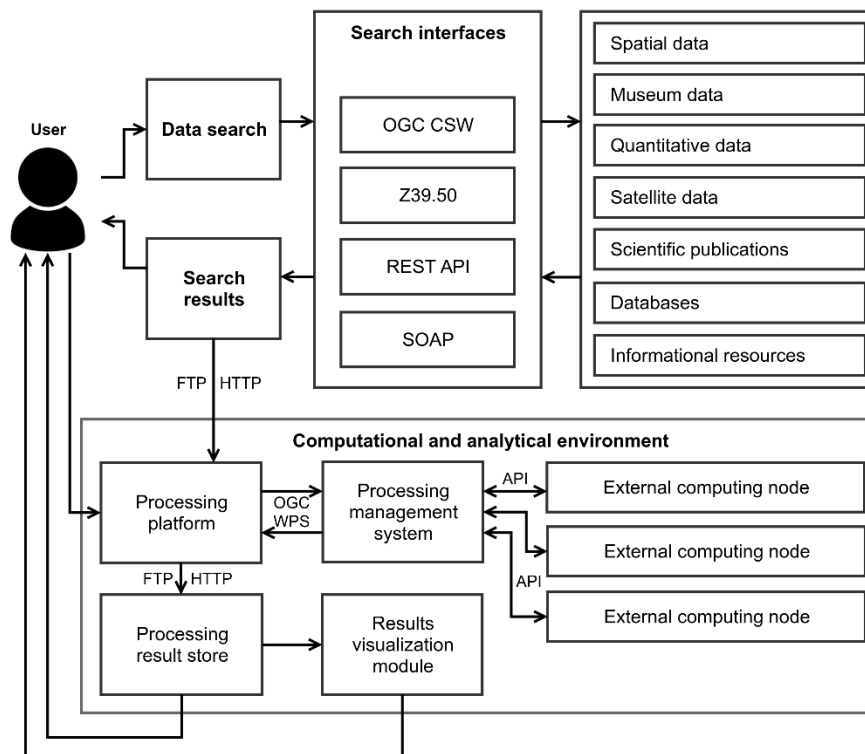 Search interfaces
Spatial data
Museum data
User
Data search
OGC CSW
Quantitative data
Z39.50
Satellite data
Search
results
REST API
Scientific publications
Databases
SOAP
Informational resources
FTP HTTP
Computational and analytical environment
Processing
platform
OGC
WPS
Processing
management
system
API
External computing node
External computing node
API
External computing node
FTP HTTP
Processing
result store
Results
visualization
module